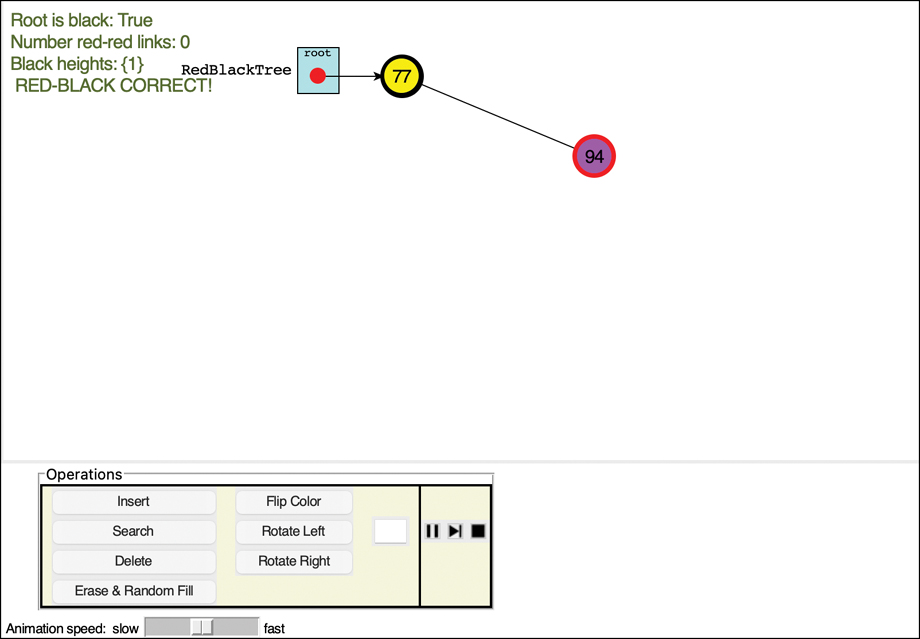 Root is black: True
Number red-red links: 0
Black heights: {1}
RED-BLACK CORRECT!
RedBlackTree
root
77
94
Operations
Insert
Flip Color
Search
Rotate Left
Delete
Rotate Right
Erase & Random Fill
Animation speed: slow fast